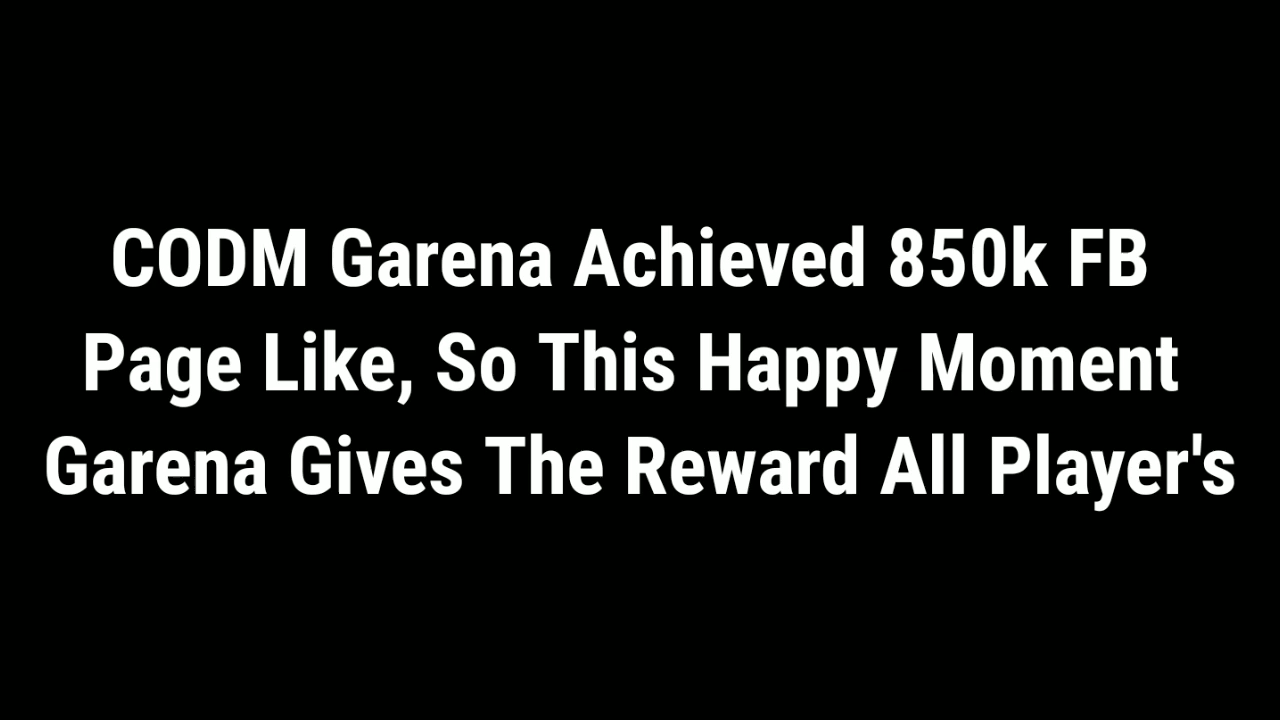 CODM Garena Achieved 850k FB
Page Like, So This Happy Moment
Garena Gives The Reward All Player's